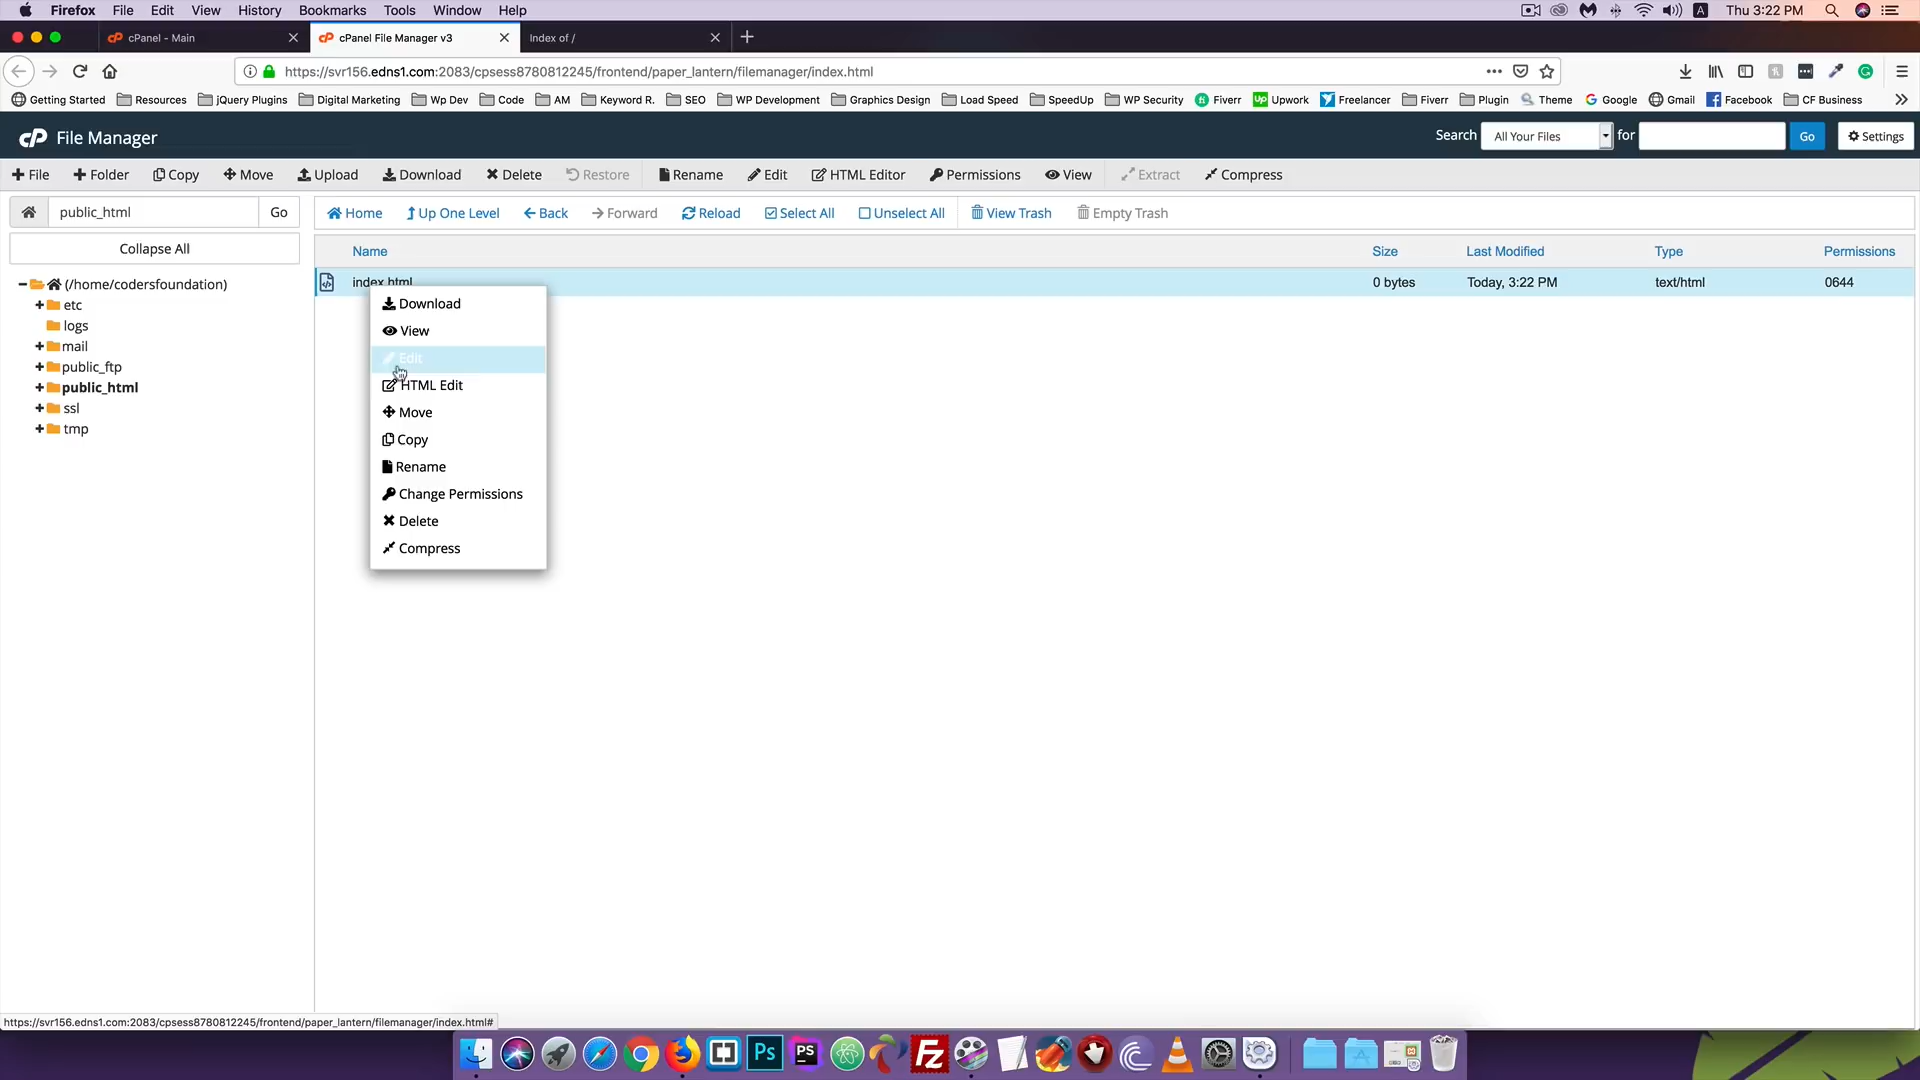 Firefox File Edit View History Bookmarks Tools Window Help A Thu 3:22 PM
cPanel - Main cPanel File Manager v3 Index of /
https://svr156.edns1.com:2083/cpsess8780812245/frontend/paper_lantern/filemanager/index.html
Getting Started Resources jQuery Plugins Digital Marketing Wp Dev Code AM Keyword R. SEO WP Development Graphics Design Load Speed SpeedUp WP Security Fiverr Up Upwork Freelancer Fiverr Plugin Theme Google Gmail Facebook CF Business
cP File Manager Search All Your Files for Go Settings
File Folder Copy Move Upload Download Delete Restore Rename Edit HTML Editor Permissions View Extract Compress
public_html Go Home Up One Level Back Forward Reload Select All Unselect All View Trash Empty Trash
Collapse All
Name Size Last Modified Type Permissions
index.html 0 bytes Today, 3:22 PM text/html 0644
(/home/codersfoundation)
etc
logs
mail
public_ftp
public_html
ssl
tmp
Download
View
Edit
HTML Edit
Move
Copy
Rename
Change Permissions
Delete
Compress
https://svr156.edns1.com:2083/cpsess8780812245/frontend/paper_lantern/filemanager/index.html#
Ps PS FZ